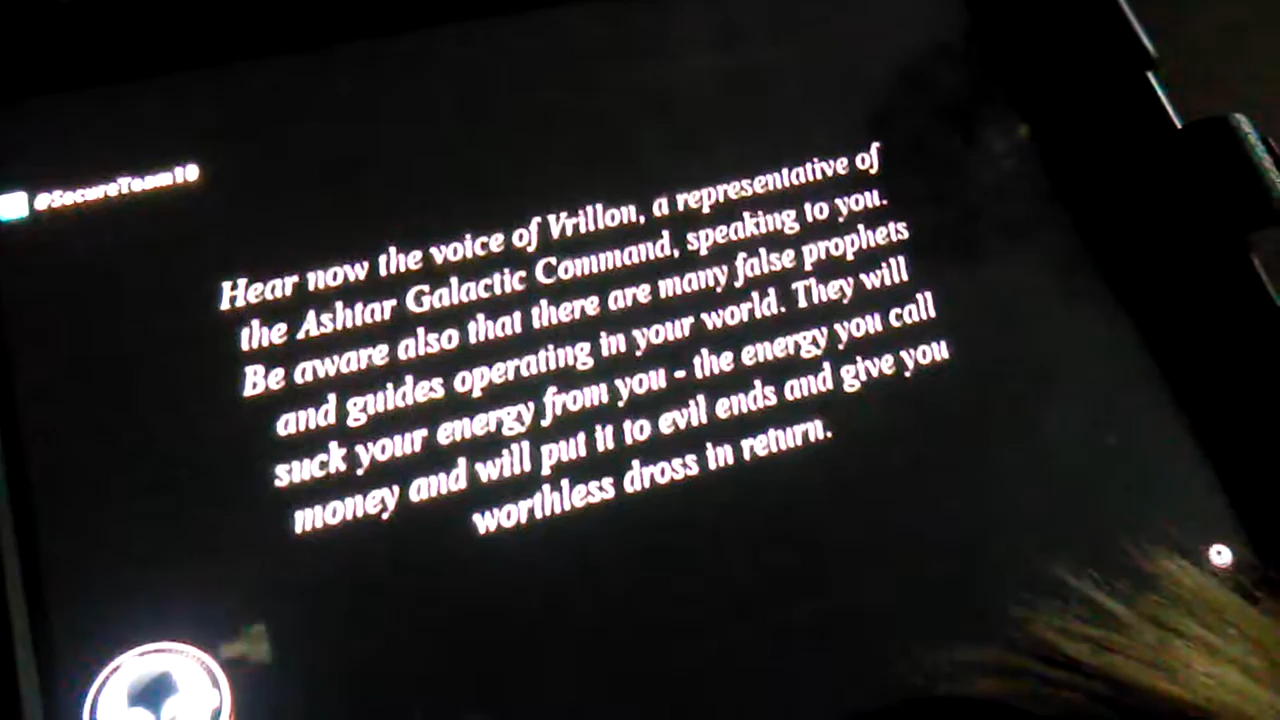 @SecureTeam10
Hear now the voice of Vrillon, a representative of
the Ashtar Galactic Command, speaking to you.
Be aware also that there are many false prophets
and guides operating in your world. They will
suck your energy from you - the energy you call
money and will put it to evil ends and give you
worthless dross in return.